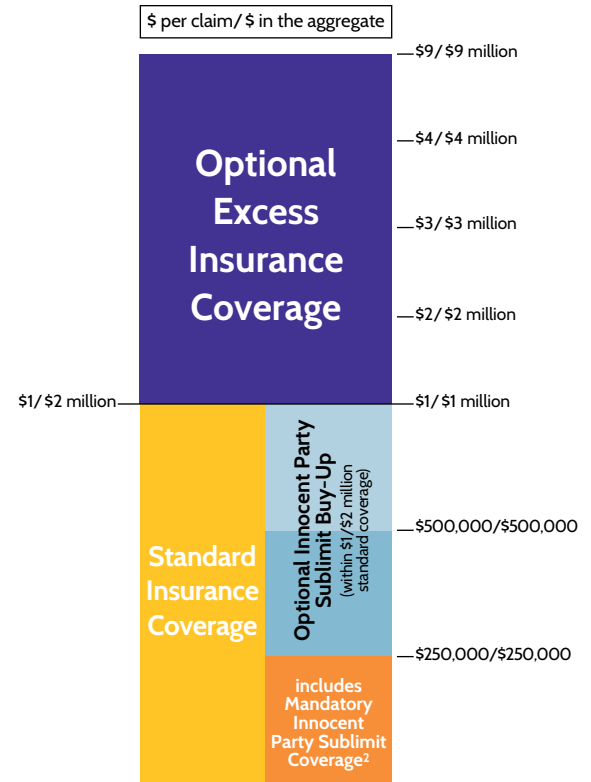 $ per claim/ $ in the aggregate
$9/ $9 million
$4/ $4 million
Optional
Excess
Insurance
Coverage
$3/ $3 million
$2/ $2 million
$1/ $2 million
$1/ $1 million
Optional Innocent Party
Sublimit Buy-Up
(within $1/$2 million
standard coverage)
$500,000/$500,000
Standard
Insurance
Coverage
$250,000/$250,000
includes
Mandatory
Innocent
Party Sublimit
Coverage²